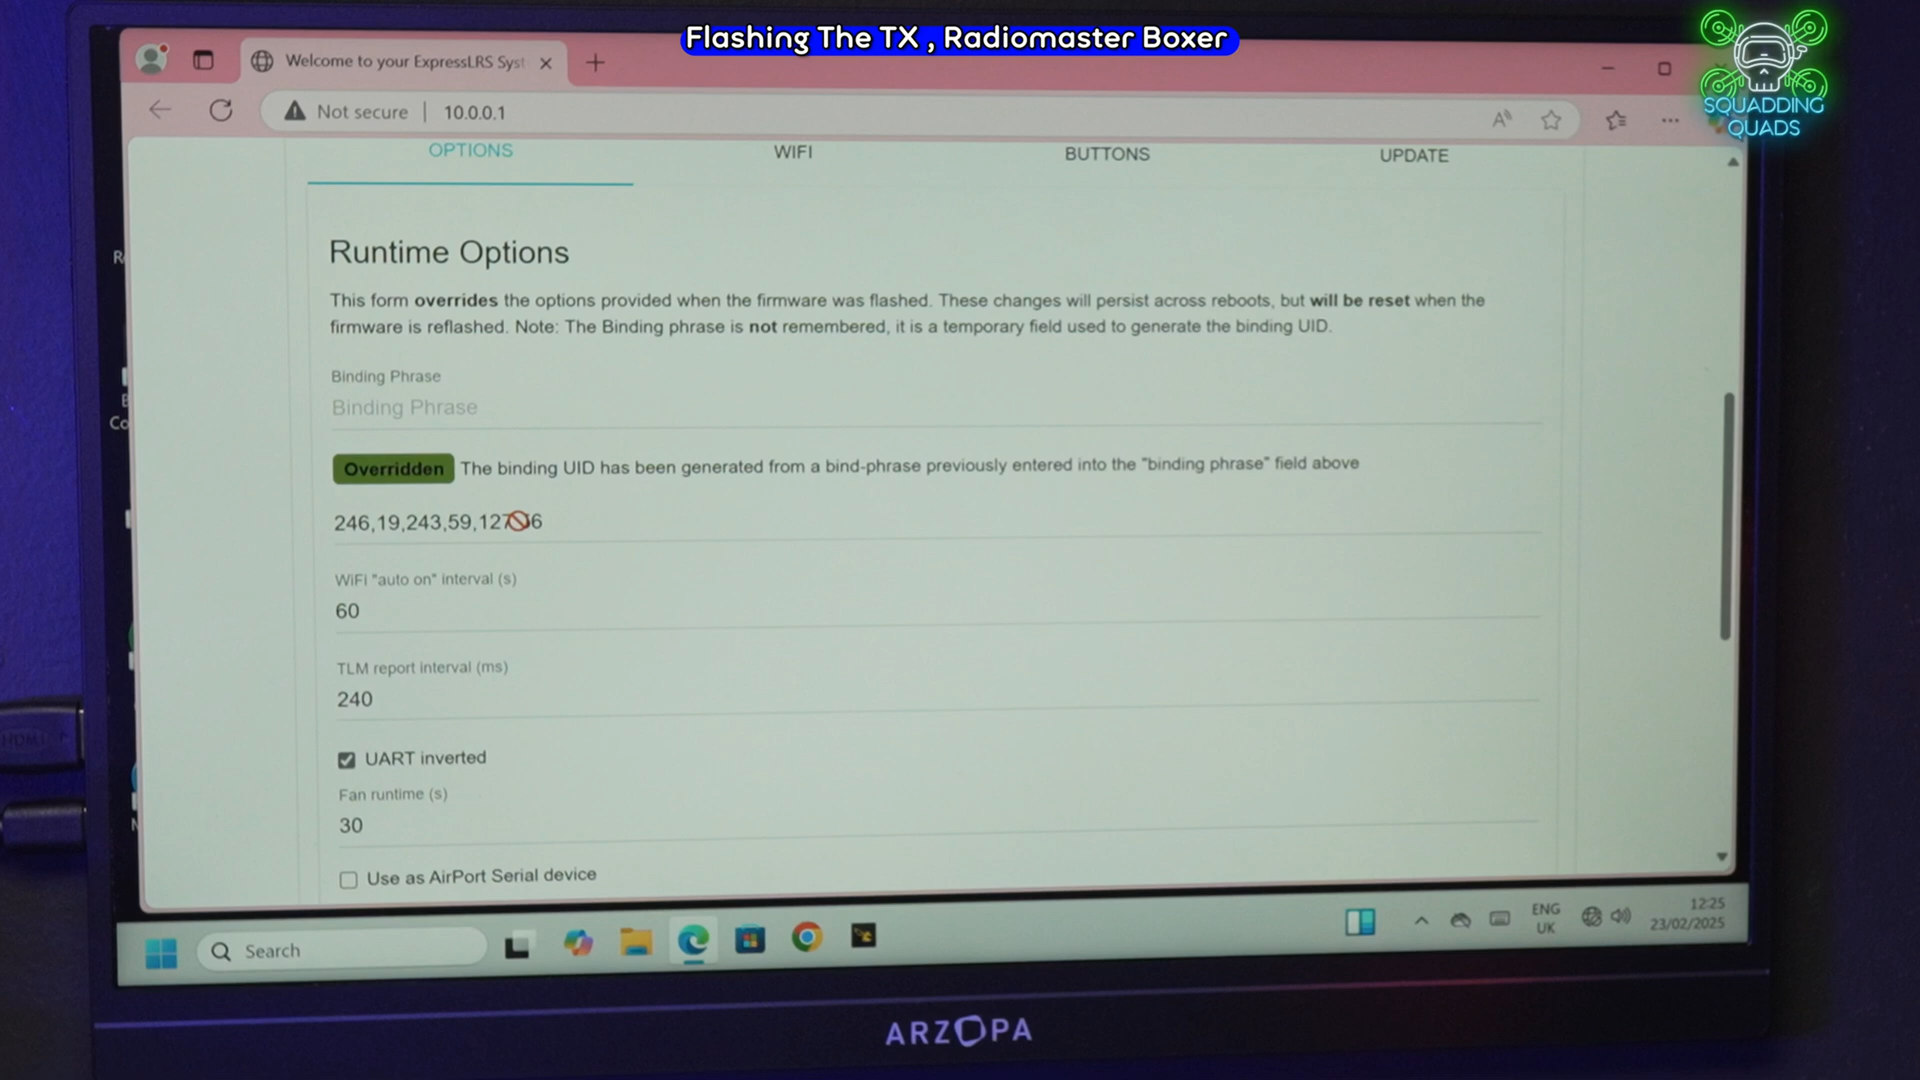 Flashing The TX , Radiomaster Boxer
SQUADDING
QUADS
Welcome to your ExpressLRS Syst
Not secure
10.0.0.1
OPTIONS
WIFI
BUTTONS
UPDATE
Runtime Options
This form overrides the options provided when the firmware was flashed. These changes will persist across reboots, but will be reset when the
firmware is reflashed. Note: The Binding phrase is not remembered, it is a temporary field used to generate the binding UID.
Binding Phrase
Binding Phrase
Overridden The binding UID has been generated from a bind-phrase previously entered into the "binding phrase" field above
246,19,243,59,12
WiFi "auto on" interval (s)
60
TLM report interval (ms)
240
UART inverted
Fan runtime (s)
30
Use as AirPort Serial device
Search
ENG
UK
12:25
23/02/2025
ARZOPA
HDMI